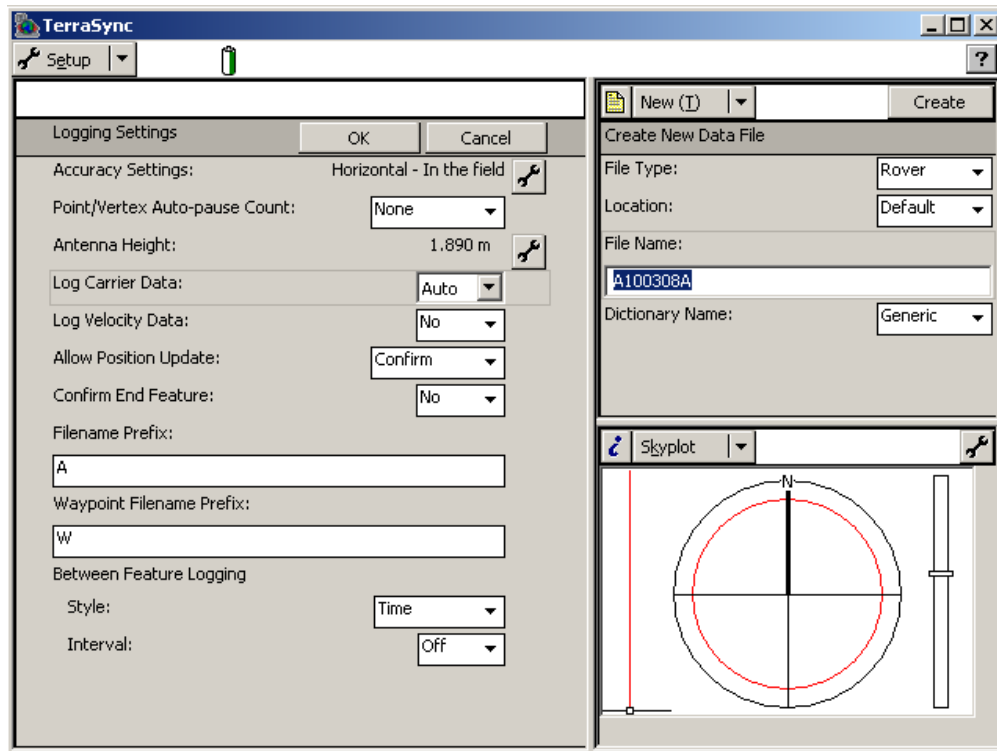 TerraSync
Setup
?
Logging Settings OK Cancel
Accuracy Settings: Horizontal - In the field
Point/Vertex Auto-pause Count: None
Antenna Height: 1.890 m
Log Carrier Data: Auto
Log Velocity Data: No
Allow Position Update: Confirm
Confirm End Feature: No
Filename Prefix:
A
Waypoint Filename Prefix:
W
Between Feature Logging
Style: Time
Interval: Off
New (T) Create
Create New Data File
File Type: Rover
Location: Default
File Name:
A100308A
Dictionary Name: Generic
i Skyplot
N